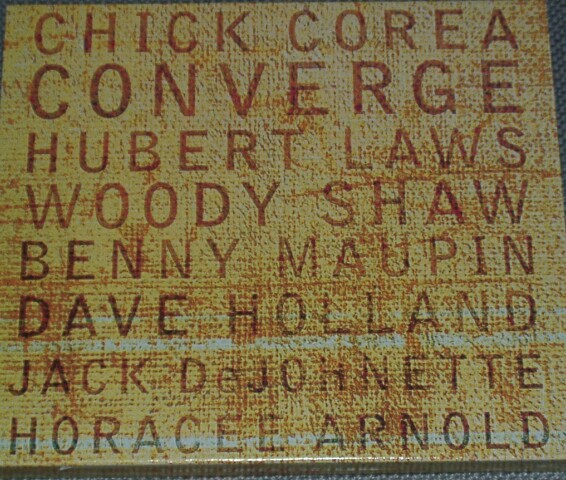 CHICK COREA
CONVERGE
HUBERT LAWS
WOODY SHAW
BENNY MAUPIN
DAVE HOLLAND
JACK DeJOHNETTE
HORACEE ARNOLD